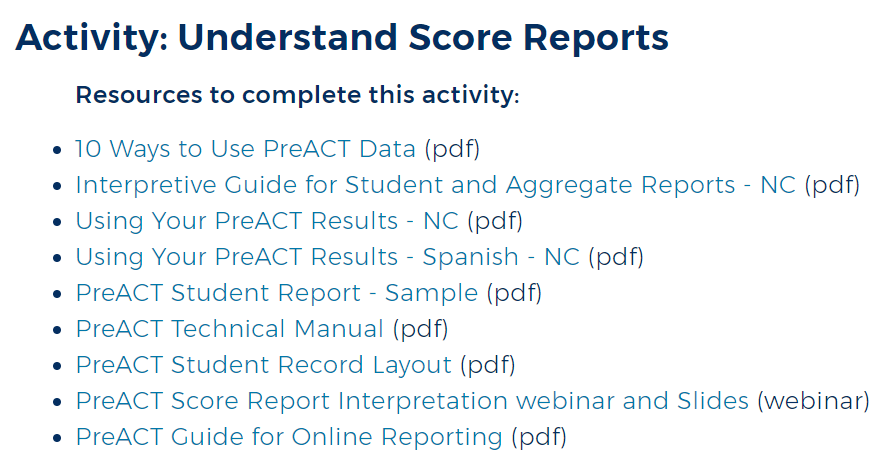 Activity: Understand Score Reports
Resources to complete this activity:
10 Ways to Use PreACT Data (pdf)
Interpretive Guide for Student and Aggregate Reports - NC (pdf)
Using Your PreACT Results - NC (pdf)
Using Your PreACT Results - Spanish - NC (pdf)
PreACT Student Report - Sample (pdf)
PreACT Technical Manual (pdf)
PreACT Student Record Layout (pdf)
PreACT Score Report Interpretation webinar and Slides (webinar)
PreACT Guide for Online Reporting (pdf)